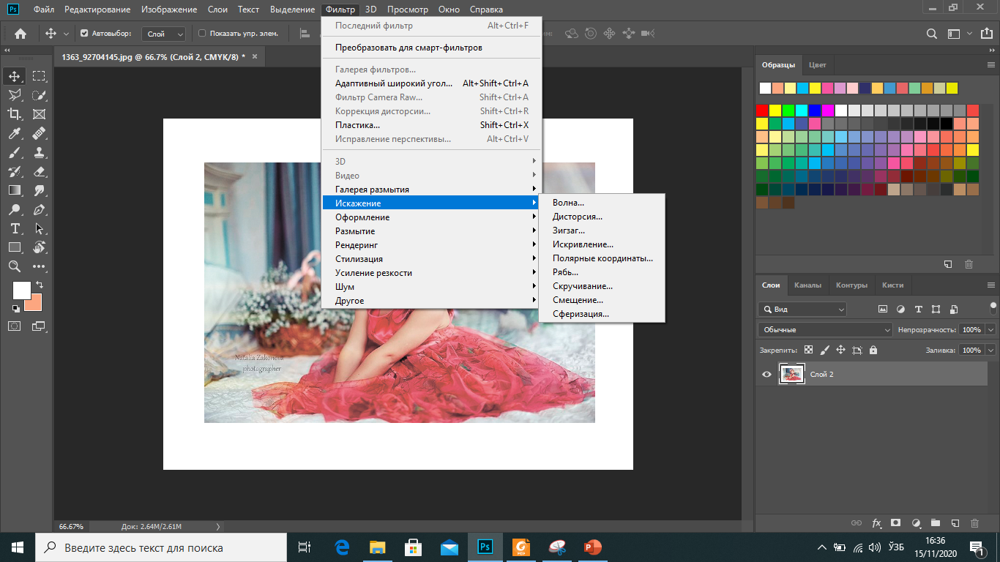 Ps Файл Редактирование Изображение Слои Текст Выделение Фильтр 3D Просмотр Окно Справка
Автовыбор: Слой Показать упр. элем.
1363_92704145.jpg @ 66.7% (Слой 2, CMYK/8) * ×
Последний фильтр Alt+Ctrl+F
Преобразовать для смарт-фильтров
Галерея фильтров...
Адаптивный широкий угол... Alt+Shift+Ctrl+A
Фильтр Camera Raw... Shift+Ctrl+A
Коррекция дисторсии... Shift+Ctrl+R
Пластика... Shift+Ctrl+X
Исправление перспективы... Alt+Ctrl+V
3D
Видео
Галерея размытия
Искажение
Оформление
Размытие
Рендеринг
Стилизация
Усиление резкости
Шум
Другое
Волна...
Дисторсия...
Зигзаг...
Искривление...
Полярные координаты...
Рябь...
Скручивание...
Смещение...
Сферизация...
Natalia Zakonova
photographer
Образцы Цвет
Слои Каналы Контуры Кисти
Вид
Обычные Непрозрачность: 100%
Закрепить: Заливка: 100%
Слой 2
66.67% Док: 2.64M/2.61M
Введите здесь текст для поиска
Ps
PDF
P
ЎЗБ
16:36
15/11/2020
1